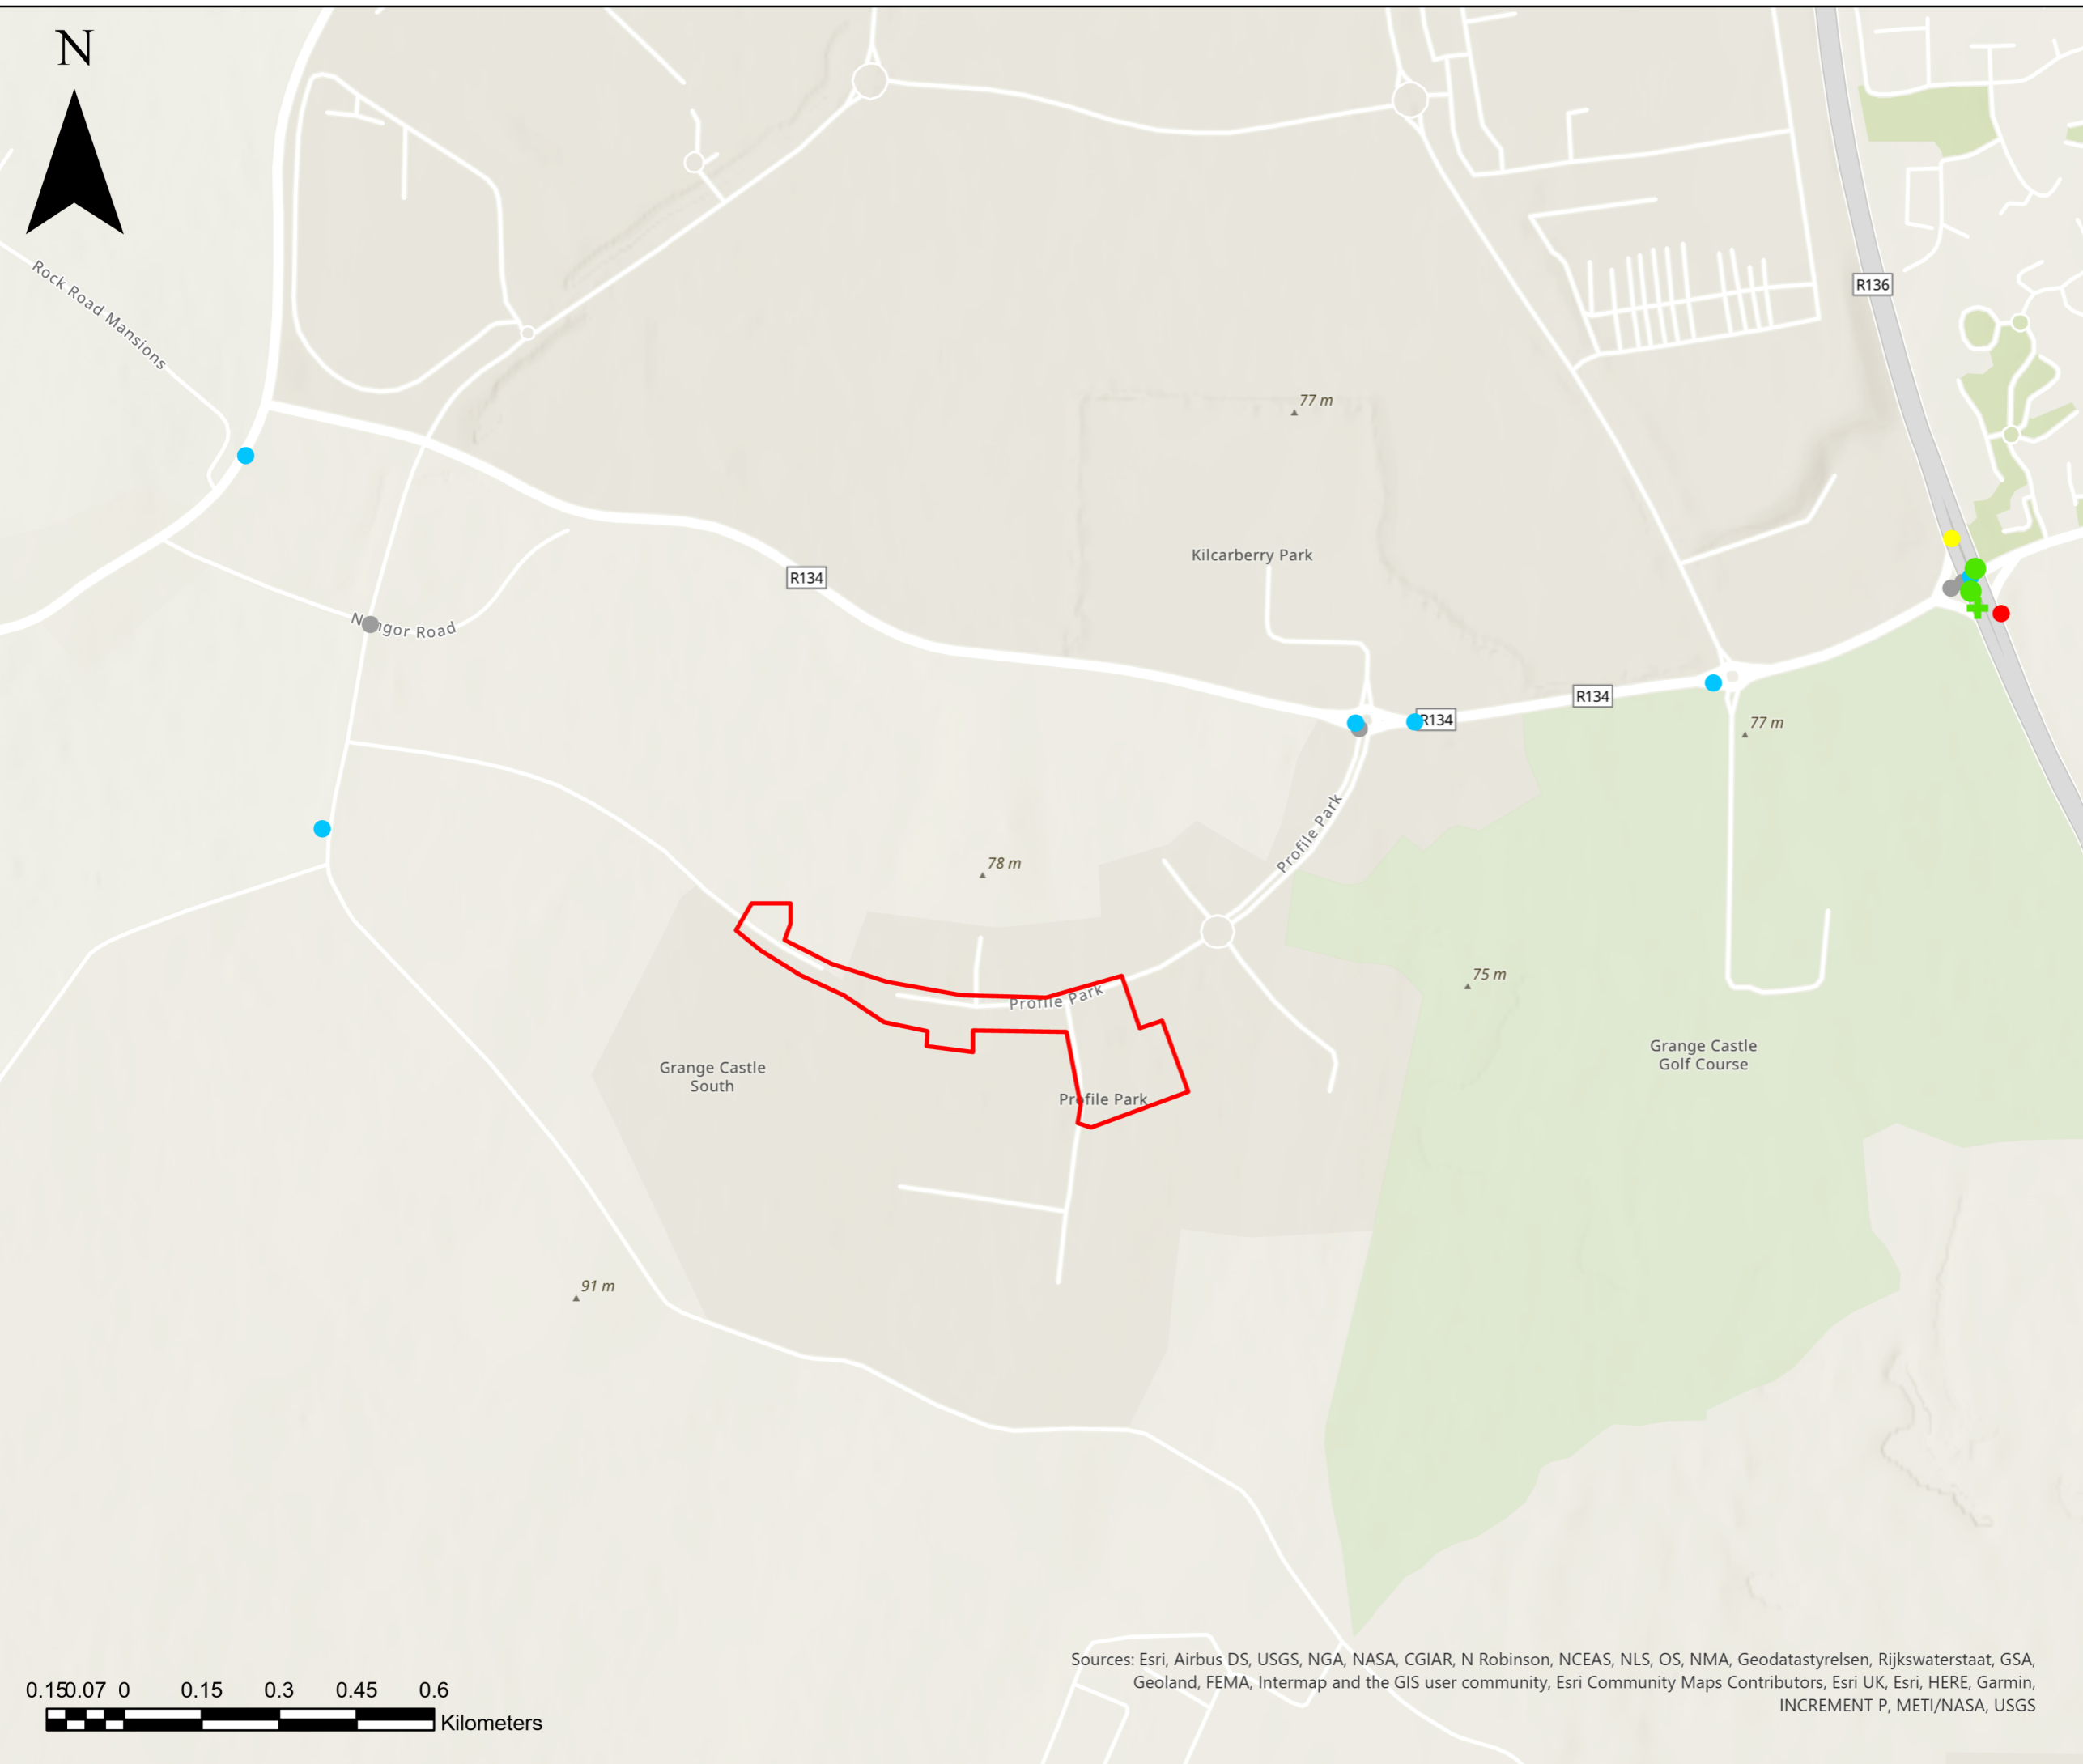 N
Rock Road Mansions
R136
77 m
Kilcarberry Park
R134
Nangor Road
R134
R134
77 m
Profile Park
78 m
75 m
Profile Park
Grange Castle
Golf Course
Grange Castle
South
Profile Park
91 m
Sources: Esri, Airbus DS, USGS, NGA, NASA, CGIAR, N Robinson, NCEAS, NLS, OS, NMA, Geodatastyrelsen, Rijkswaterstaat, GSA,
Geoland, FEMA, Intermap and the GIS user community, Esri Community Maps Contributors, Esri UK, Esri, HERE, Garmin,
INCREMENT P, METI/NASA, USGS
0.15 0.07 0 0.15 0.3 0.45 0.6
Kilometers